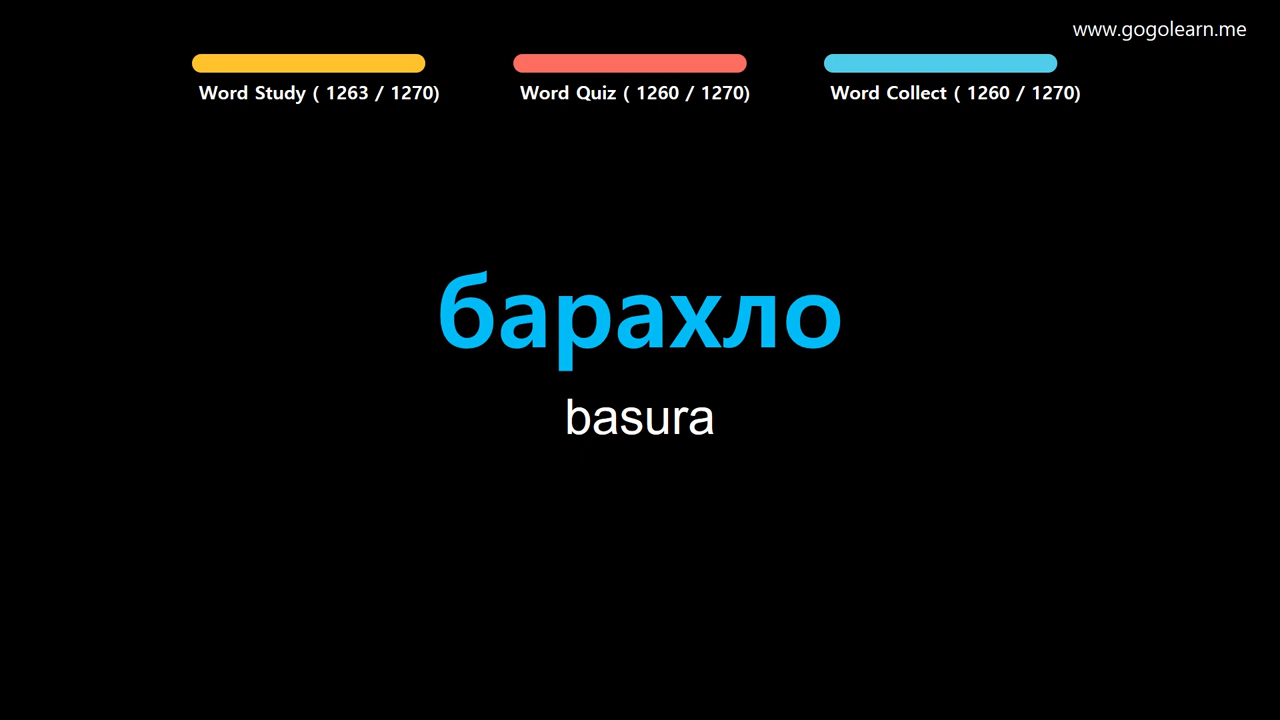 www.gogolearn.me
Word Study ( 1263 / 1270)
Word Quiz ( 1260 / 1270)
Word Collect ( 1260 / 1270)
барахло
basura